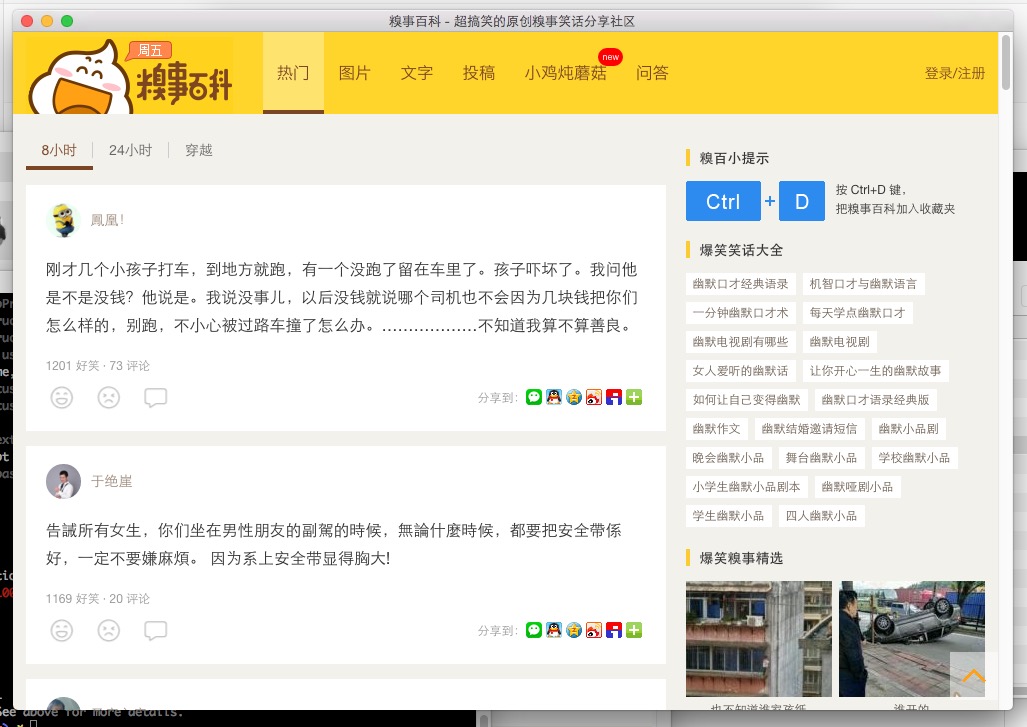 糗事百科 - 超搞笑的原创糗事笑话分享社区
周五
糗事百科
热门 图片 文字 投稿 小鸡炖蘑菇 new 问答
登录/注册
8小时 24小时 穿越
鳳凰！
刚才几个小孩子打车，到地方就跑，有一个没跑了留在车里了。孩子吓坏了。我问他
是不是没钱？他说是。我说没事儿，以后没钱就说哪个司机也不会因为几块钱把你们
怎么样的，别跑，不小心被过路车撞了怎么办。………………不知道我算不算善良。
1201 好笑 · 73 评论
分享到：
于绝崖
告誡所有女生，你们坐在男性朋友的副駕的時候，無論什麼時候，都要把安全帶係
好，一定不要嫌麻煩。 因为系上安全带显得胸大!
1169 好笑 · 20 评论
分享到：
糗百小提示
Ctrl + D
按 Ctrl+D 键，
把糗事百科加入收藏夹
爆笑笑话大全
幽默口才经典语录 机智口才与幽默语言
一分钟幽默口才术 每天学点幽默口才
幽默电视剧有哪些 幽默电视剧
女人爱听的幽默话 让你开心一生的幽默故事
如何让自己变得幽默 幽默口才语录经典版
幽默作文 幽默结婚邀请短信 幽默小品剧
晚会幽默小品 舞台幽默小品 学校幽默小品
小学生幽默小品剧本 幽默哑剧小品
学生幽默小品 四人幽默小品
爆笑糗事精选
See above for more details.